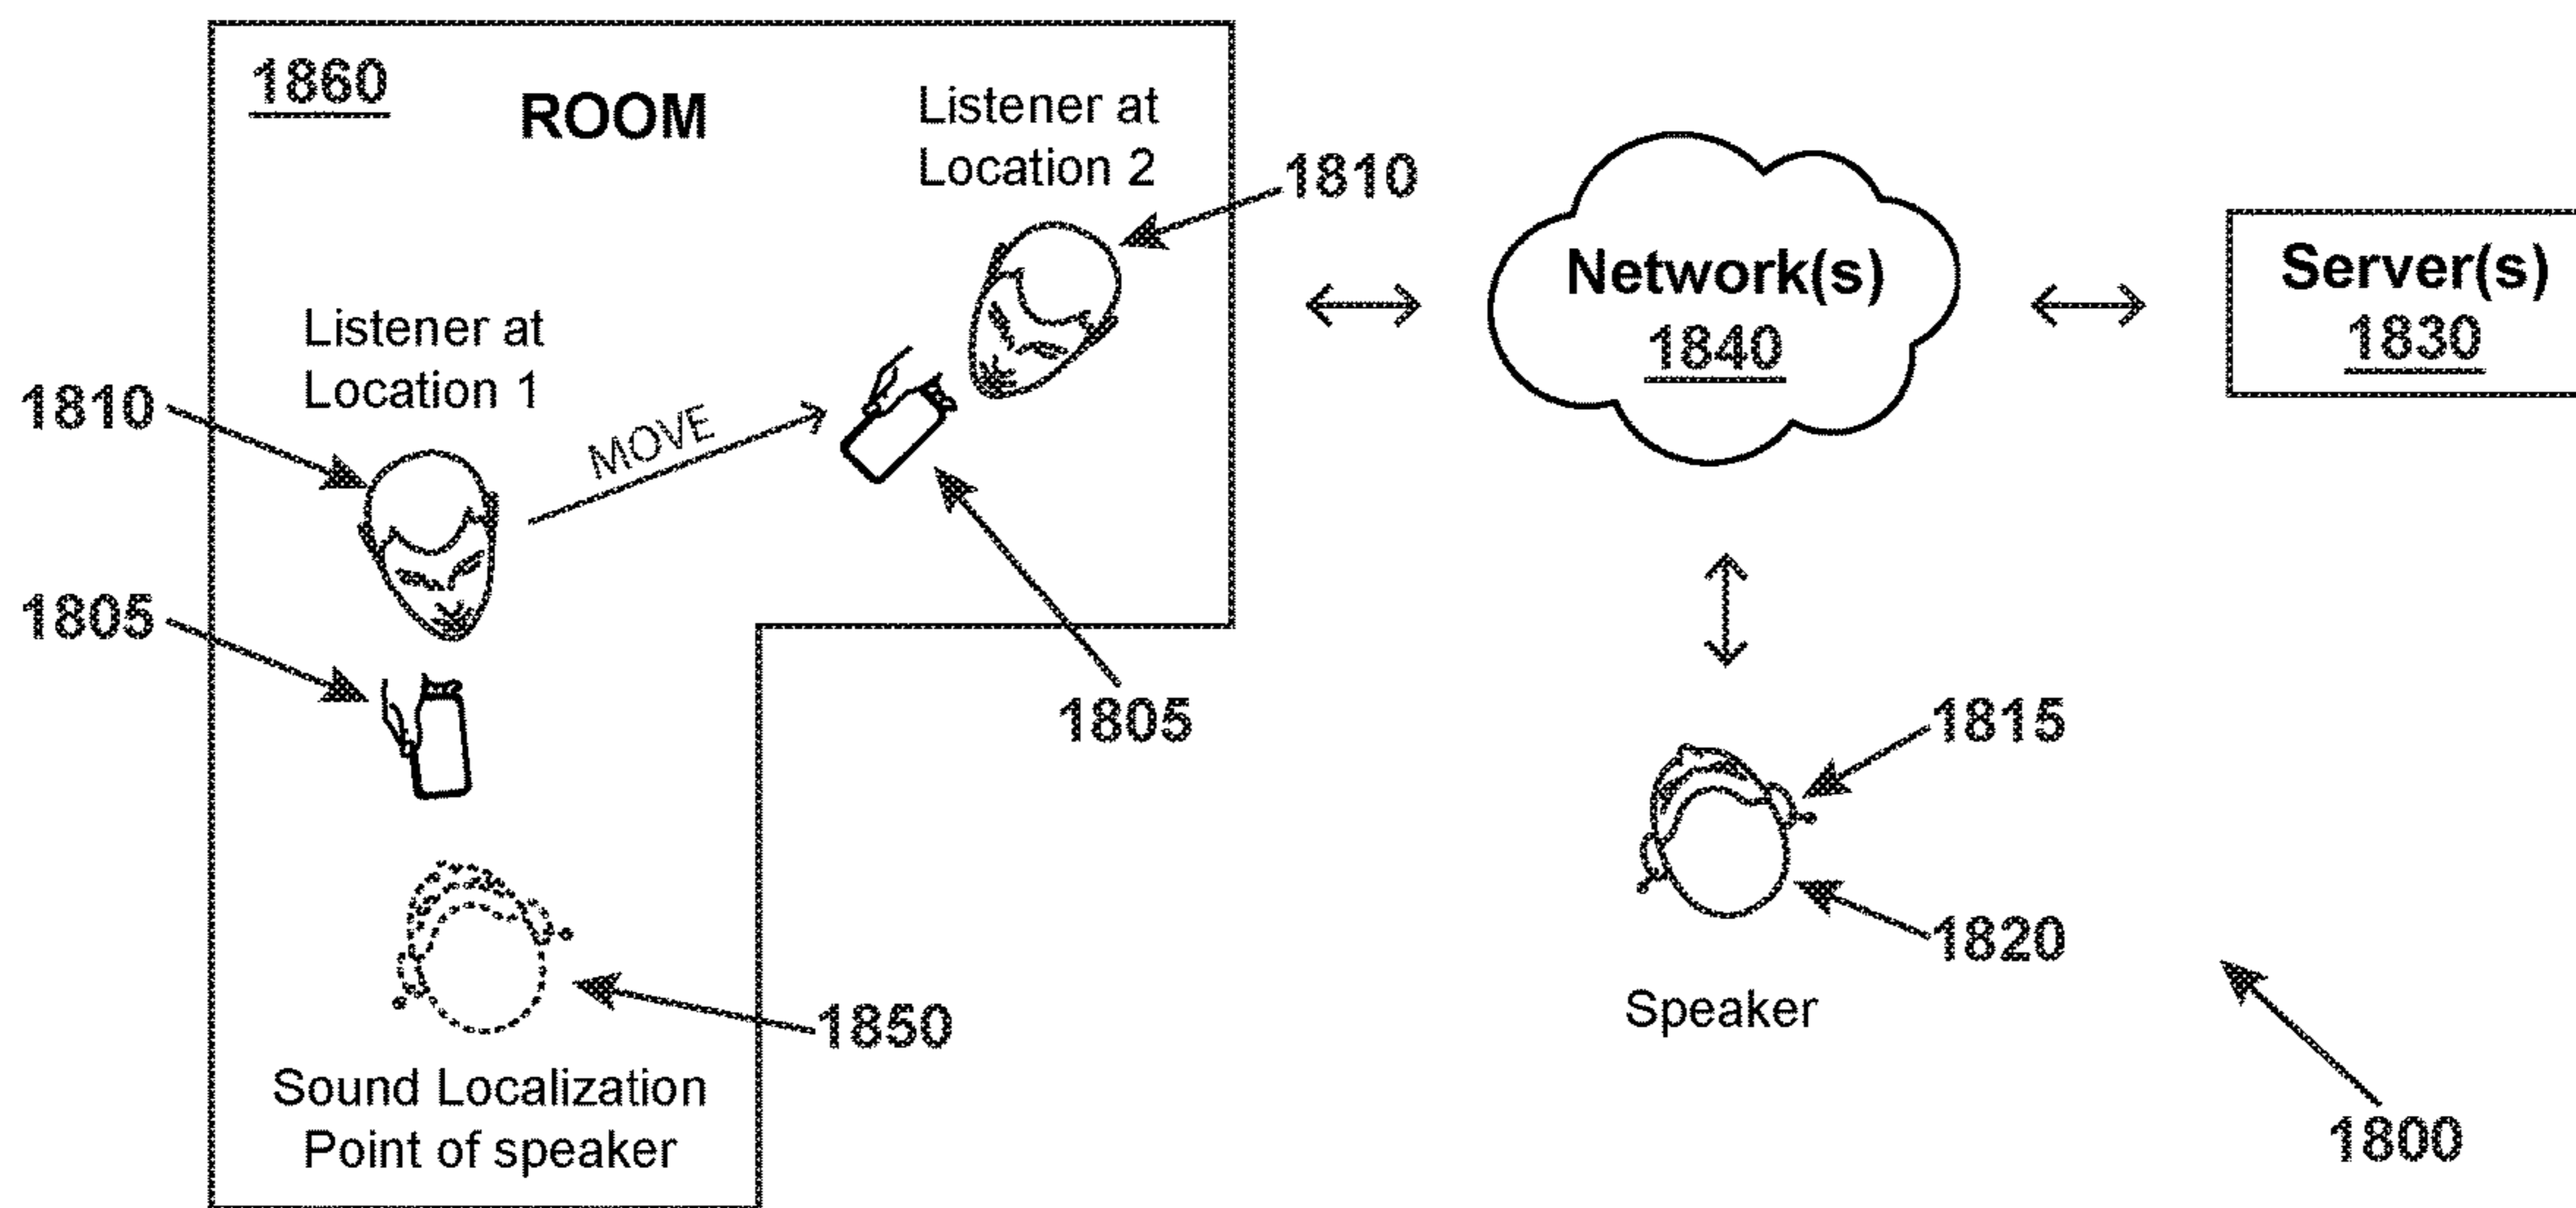 1860
ROOM
Listener at
Location 2
1810
Network(s)
1840
Server(s)
1830
Listener at
Location 1
1810
MOVE
1805
1805
1815
1820
Speaker
1850
Sound Localization
Point of speaker
1800